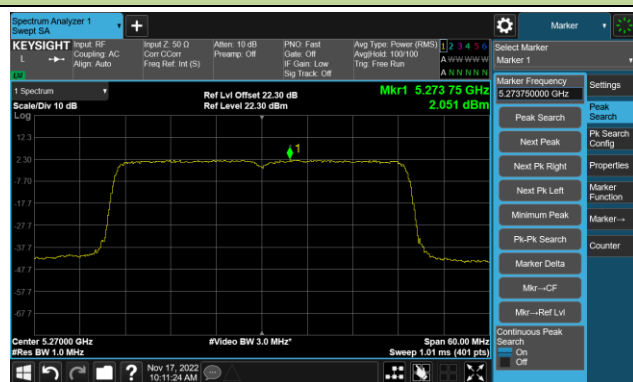 Spectrum Analyzer 1
Swept SA
+
Marker
KEYSIGHT
L
Input: RF
Coupling: AC
Align: Auto
Input Z: 50 Ω
Corr CCorr
Freq Ref: Int (S)
Atten: 10 dB
Preamp: Off
PNO: Fast
Gate: Off
IF Gain: Low
Sig Track: Off
Avg Type: Power (RMS)
Avg|Hold: 100/100
Trig: Free Run
1 2 3 4 5 6
A W W W W W
A N N N N N
Select Marker
Marker 1
1 Spectrum
Scale/Div 10 dB
Log
Ref Lvl Offset 22.30 dB
Ref Level 22.30 dBm
Mkr1 5.273 75 GHz
2.051 dBm
12.3
2.30
-7.70
-17.7
-27.7
-37.7
-47.7
-57.7
-67.7
1
Center 5.27000 GHz
#Res BW 1.0 MHz
#Video BW 3.0 MHz*
Span 60.00 MHz
Sweep 1.01 ms (401 pts)
Marker Frequency
5.273750000 GHz
Peak Search
Next Peak
Next Pk Right
Next Pk Left
Minimum Peak
Pk-Pk Search
Marker Delta
Mkr→CF
Mkr→Ref Lvl
Continuous Peak
Search
On
Off
Settings
Peak
Search
Pk Search
Config
Properties
Marker
Function
Marker→
Counter
?
Nov 17, 2022
10:11:24 AM